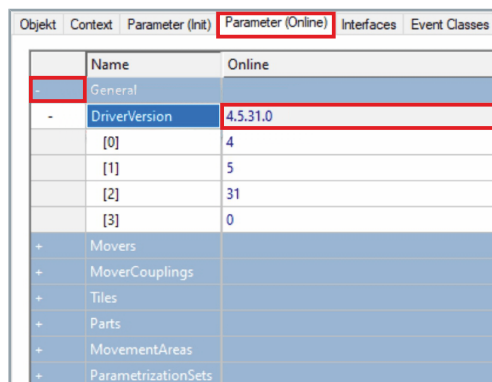 Objekt Context Parameter (Init) Parameter (Online) Interfaces Event Classes
Name Online
- General
- DriverVersion 4.5.31.0
[0] 4
[1] 5
[2] 31
[3] 0
+ Movers
+ MoverCouplings
+ Tiles
+ Parts
+ MovementAreas
+ ParametrizationSets